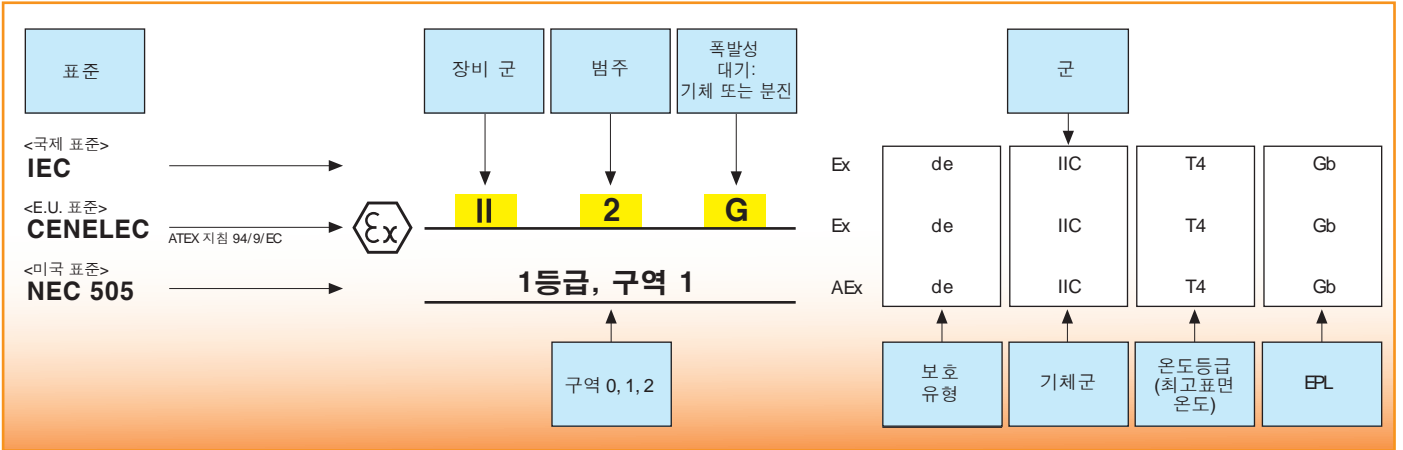 표준
장비 군
범주
폭발성
대기:
기체 또는 분진
군
<국제 표준>
IEC
Ex
de
IIC
T4
Gb
<E.U. 표준>
CENELEC
ATEX 지침 94/9/EC
Ex
II
2
G
Ex
de
IIC
T4
Gb
<미국 표준>
NEC 505
1등급, 구역 1
AEx
de
IIC
T4
Gb
구역 0, 1, 2
보호
유형
기체군
온도등급
(최고표면
온도)
EPL